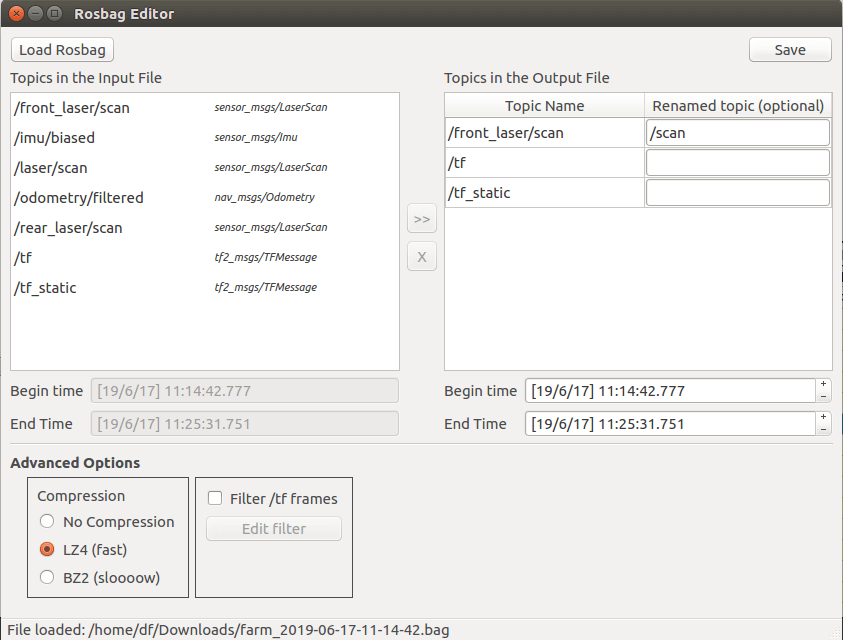 Rosbag Editor
Load Rosbag
Save
Topics in the Input File
Topics in the Output File
/front_laser/scan sensor_msgs/LaserScan
/imu/biased sensor_msgs/Imu
/laser/scan sensor_msgs/LaserScan
/odometry/filtered nav_msgs/Odometry
/rear_laser/scan sensor_msgs/LaserScan
/tf tf2_msgs/TFMessage
/tf_static tf2_msgs/TFMessage
>>
X
Topic Name Renamed topic (optional)
/front_laser/scan /scan
/tf
/tf_static
Begin time [19/6/17] 11:14:42.777
End Time [19/6/17] 11:25:31.751
Begin time [19/6/17] 11:14:42.777
End Time [19/6/17] 11:25:31.751
Advanced Options
Compression
No Compression
LZ4 (fast)
BZ2 (sloooow)
Filter /tf frames
Edit filter
File loaded: /home/df/Downloads/farm_2019-06-17-11-14-42.bag